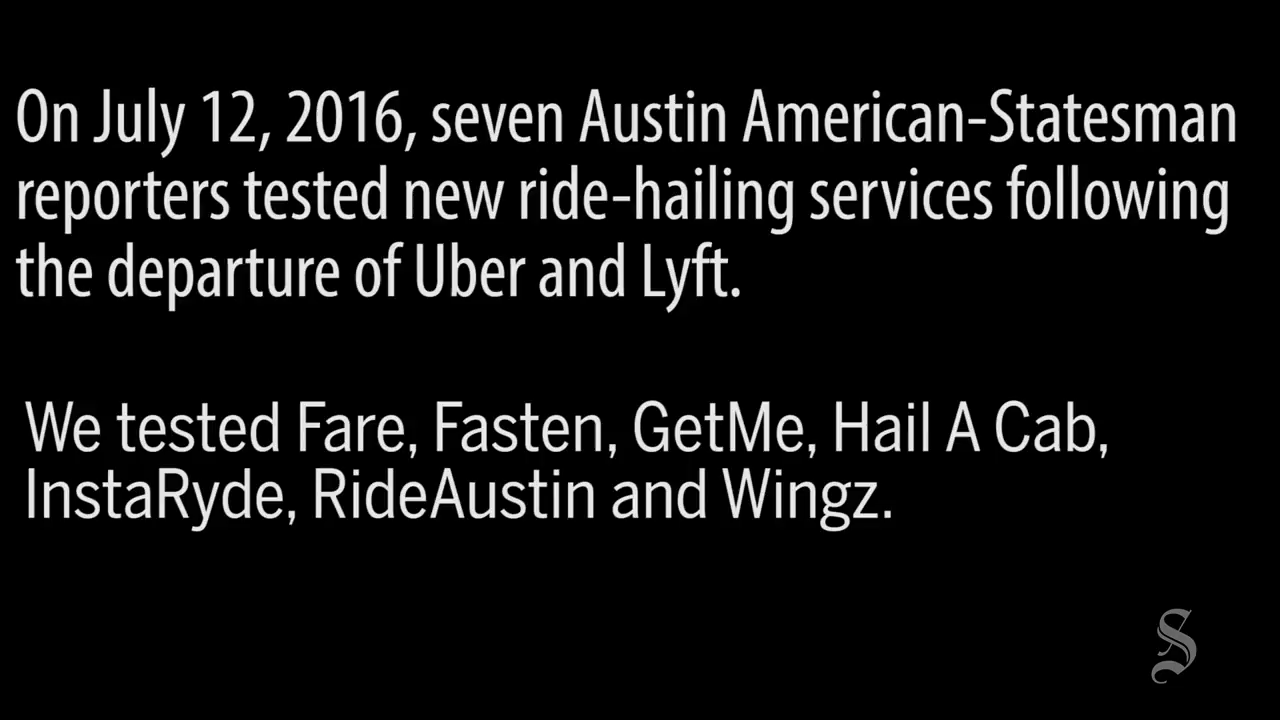 On July 12, 2016, seven Austin American-Statesman
reporters tested new ride-hailing services following
the departure of Uber and Lyft.
We tested Fare, Fasten, GetMe, Hail A Cab,
InstaRyde, RideAustin and Wingz.
S